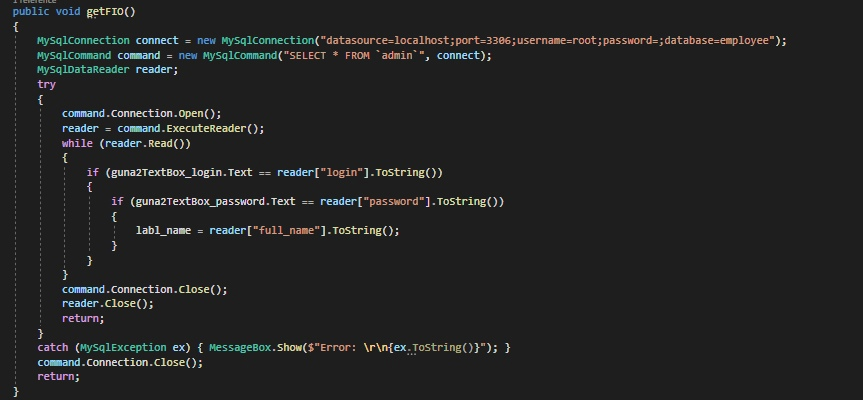 public void getFIO()
{
MySqlConnection connect = new MySqlConnection("datasource=localhost;port=3306;username=root;password=;database=employee");
MySqlCommand command = new MySqlCommand("SELECT * FROM `admin`", connect);
MySqlDataReader reader;
try
{
command.Connection.Open();
reader = command.ExecuteReader();
while (reader.Read())
{
if (guna2TextBox_login.Text == reader["login"].ToString())
{
if (guna2TextBox_password.Text == reader["password"].ToString())
{
labl_name = reader["full_name"].ToString();
}
}
}
command.Connection.Close();
reader.Close();
return;
}
catch (MySqlException ex) { MessageBox.Show($"Error: \r\n{ex.ToString()}"); }
command.Connection.Close();
return;
}